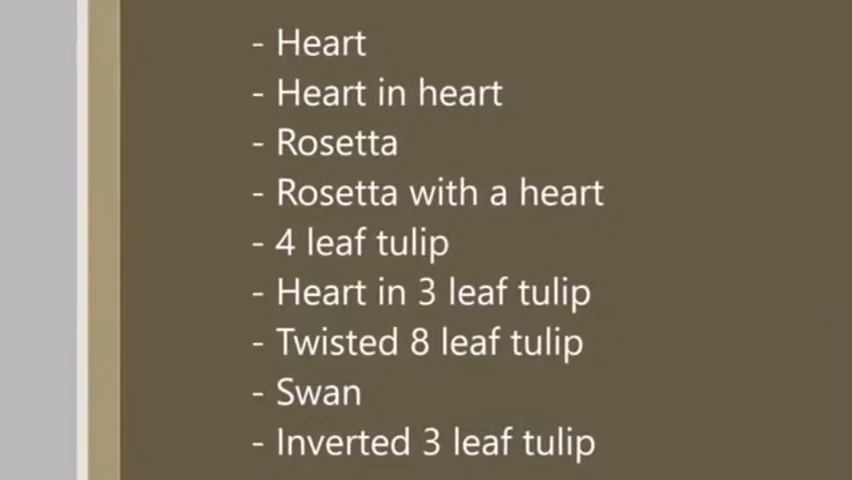 - Heart
- Heart in heart
- Rosetta
- Rosetta with a heart
- 4 leaf tulip
- Heart in 3 leaf tulip
- Twisted 8 leaf tulip
- Swan
- Inverted 3 leaf tulip